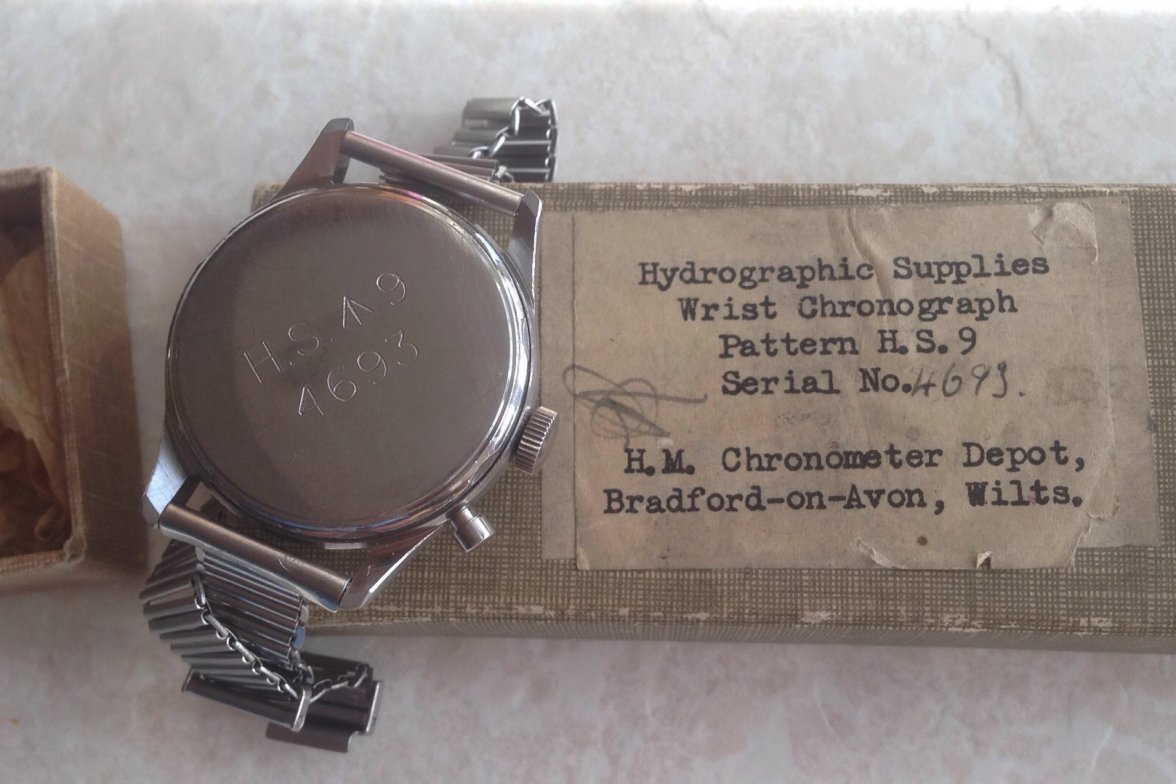 H.S. ↑ 9
4693
Hydrographic Supplies
Wrist Chronograph
Pattern H.S.9
Serial No. 4693.
H.M. Chronometer Depot,
Bradford-on-Avon, Wilts.